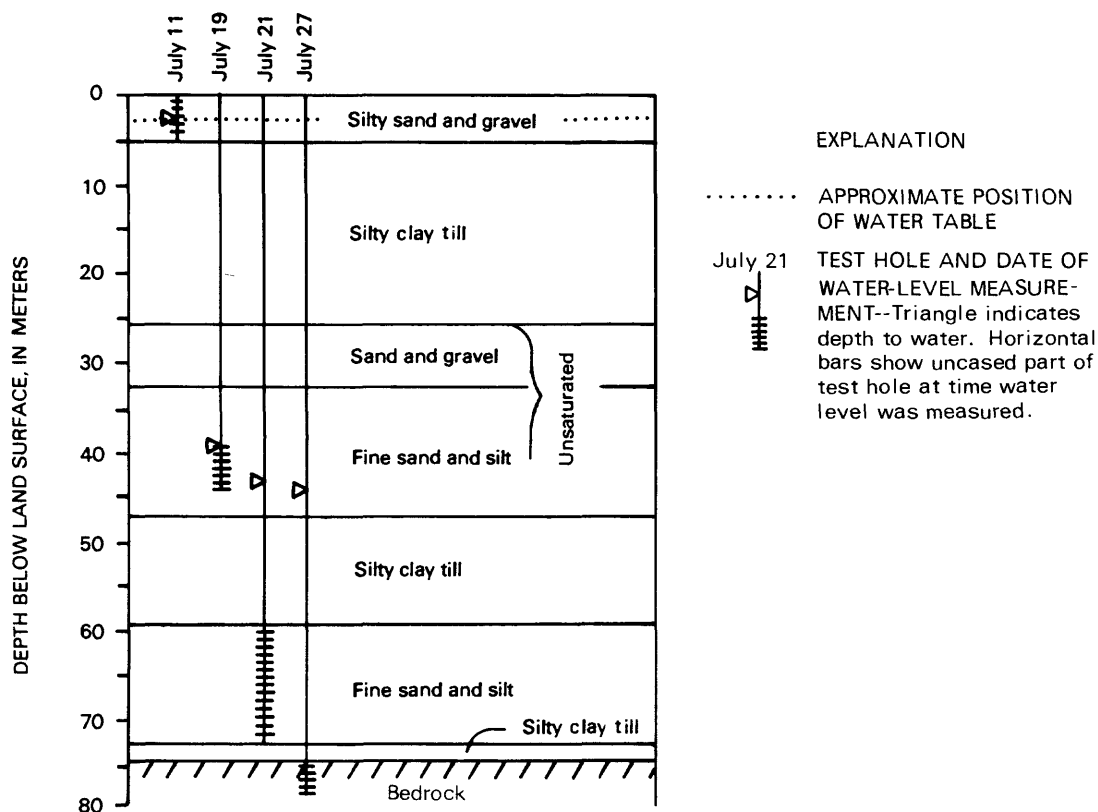 July 11
July 19
July 21
July 27
DEPTH BELOW LAND SURFACE, IN METERS
0
10
20
30
40
50
60
70
80
Silty sand and gravel
Silty clay till
Sand and gravel
Fine sand and silt
Unsaturated
Silty clay till
Fine sand and silt
Silty clay till
Bedrock
EXPLANATION
APPROXIMATE POSITION
OF WATER TABLE
July 21
TEST HOLE AND DATE OF
WATER-LEVEL MEASURE-
MENT--Triangle indicates
depth to water. Horizontal
bars show uncased part of
test hole at time water
level was measured.